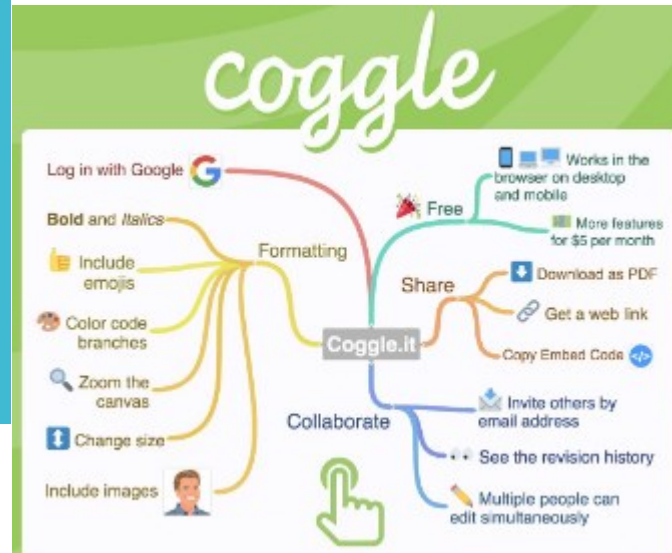 coggle
Log in with Google
Bold and Italics
Formatting
Include
emojis
Color code
branches
Zoom the
canvas
Change size
Include images
Coggle.it
Free
Works in the
browser on desktop
and mobile
More features
for $5 per month
Share
Download as PDF
Get a web link
Copy Embed Code
Collaborate
Invite others by
email address
See the revision history
Multiple people can
edit simultaneously